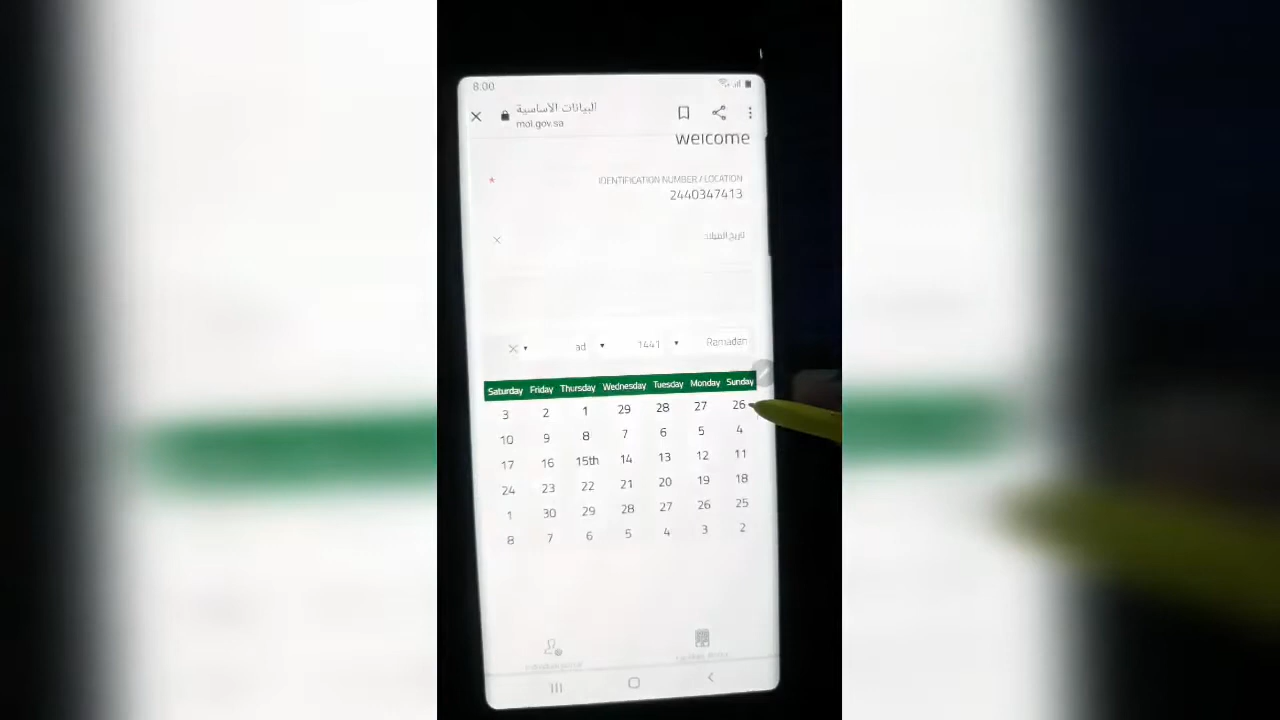 8:00
البيانات الأساسية
mol.gov.sa
welcome
IDENTIFICATION NUMBER / LOCATION
*
2440347413
تاريخ الميلاد
ad 1441 Ramadan
Saturday Friday Thursday Wednesday Tuesday Monday Sunday
3 2 1 29 28 27 26
10 9 8 7 6 5 4
17 16 15th 14 13 12 11
24 23 22 21 20 19 18
1 30 29 28 27 26 25
8 7 6 5 4 3 2